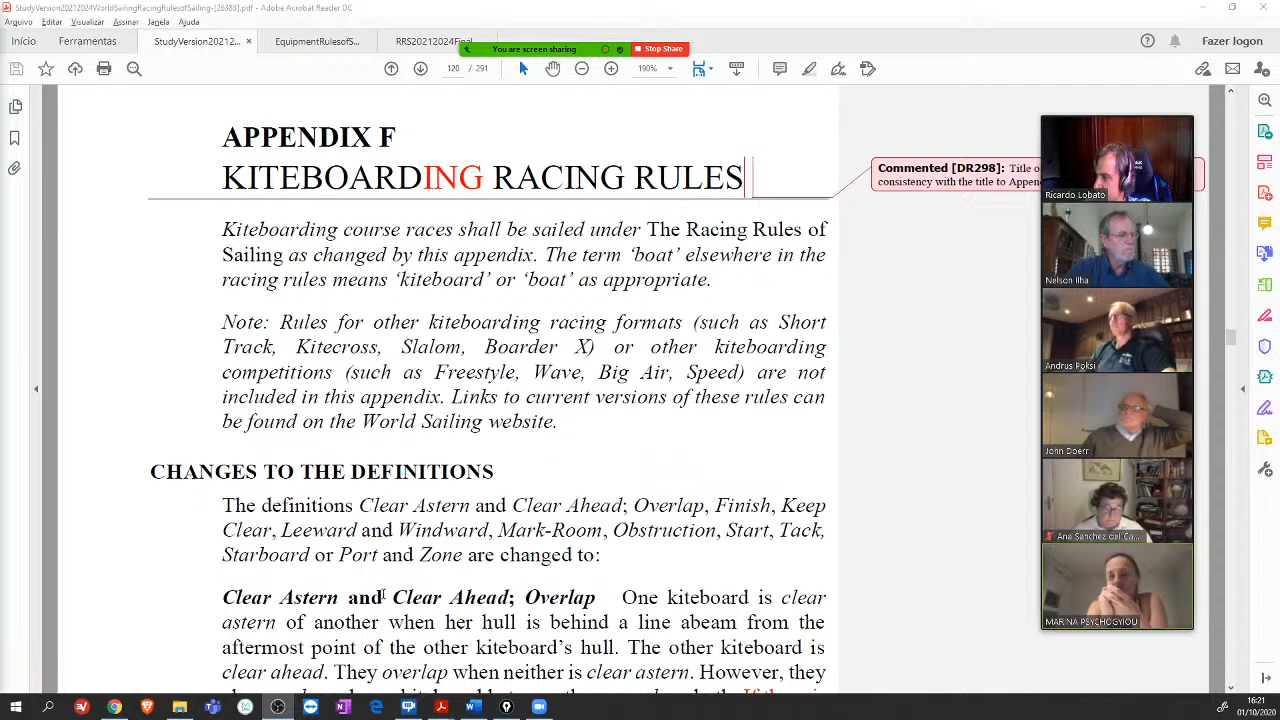 StudyVersion20212024WorldSailingRacingRulesofSailing-[26383].pdf - Adobe Acrobat Reader DC
Arquivo Editar Visualizar Assinar Janela Ajuda
Início Ferramentas StudyVersion20212... × EquipmentRulesofS... RRS20212024Final Fazer logon
You are screen sharing Stop Share
120 / 291 190%
APPENDIX F
KITEBOARDING RACING RULES
Commented [DR298]: Title o
consistency with the title to Appen
Kiteboarding course races shall be sailed under The Racing Rules of
Sailing as changed by this appendix. The term ‘boat’ elsewhere in the
racing rules means ‘kiteboard’ or ‘boat’ as appropriate.
Note: Rules for other kiteboarding racing formats (such as Short
Track, Kitecross, Slalom, Boarder X) or other kiteboarding
competitions (such as Freestyle, Wave, Big Air, Speed) are not
included in this appendix. Links to current versions of these rules can
be found on the World Sailing website.
CHANGES TO THE DEFINITIONS
The definitions Clear Astern and Clear Ahead; Overlap, Finish, Keep
Clear, Leeward and Windward, Mark-Room, Obstruction, Start, Tack,
Starboard or Port and Zone are changed to:
Clear Astern and Clear Ahead; Overlap One kiteboard is clear
astern of another when her hull is behind a line abeam from the
aftermost point of the other kiteboard’s hull. The other kiteboard is
clear ahead. They overlap when neither is clear astern. However, they
Ricardo Lobato
Nelson Ilha
Andrus Poksi
John Doerr
Ana Sanchez del Ca...
MARINA PSYCHOGYIOU
16:21
01/10/2020